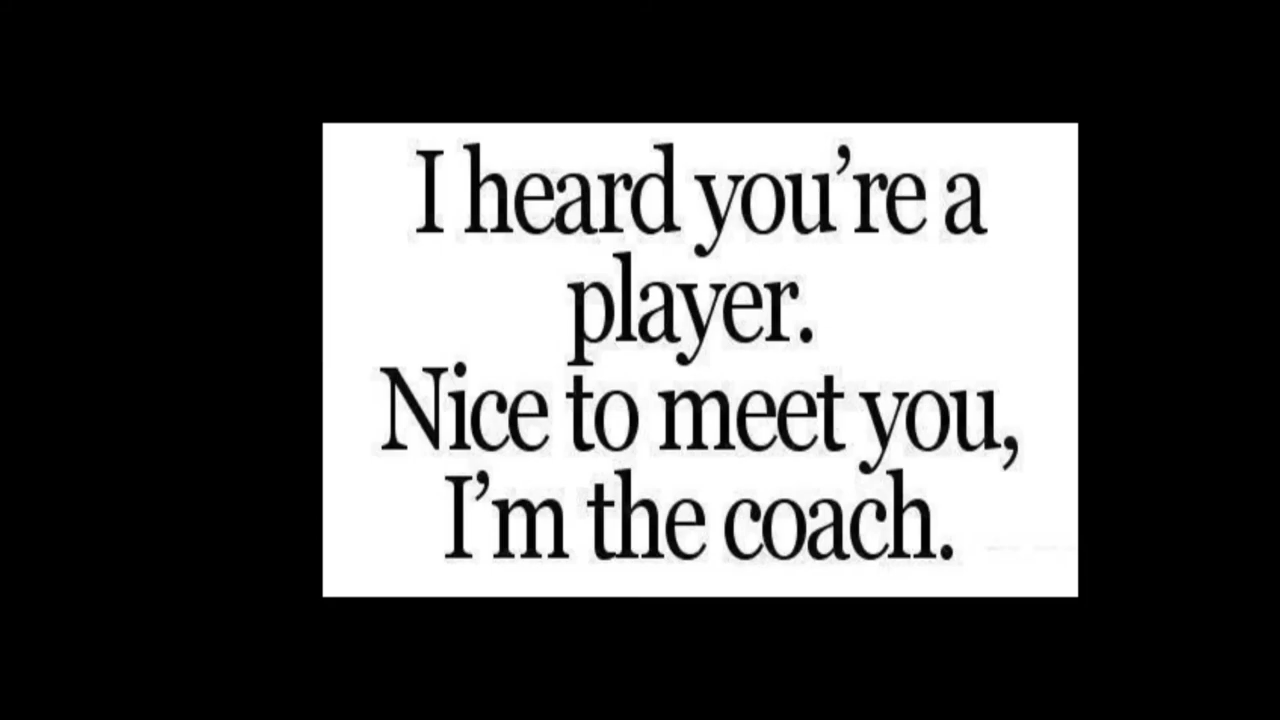 I heard you’re a
player.
Nice to meet you,
I’m the coach.